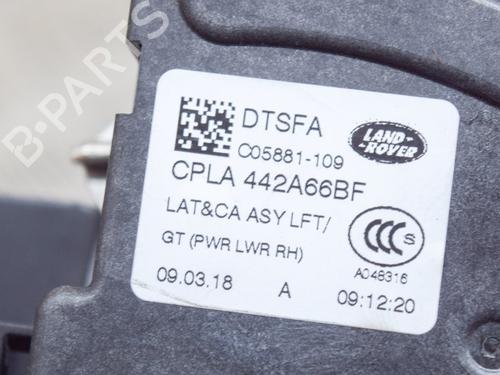 B-PARTS
DTSFA
C05881-109
LAND-
ROVER
CPLA 442A66BF
LAT&CA ASY LFT/
GT (PWR LWR RH)
CCC S
A048316
09.03.18 A 09:12:20